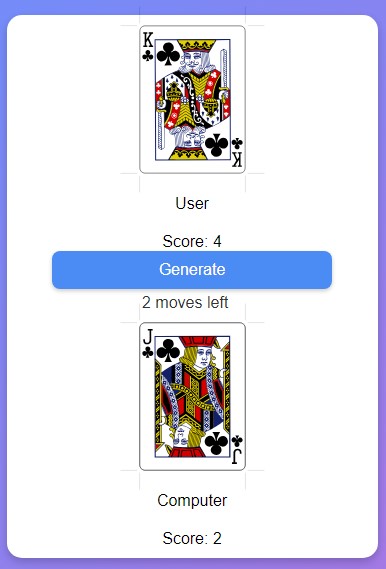 K
K
User
Score: 4
Generate
2 moves left
J
J
Computer
Score: 2